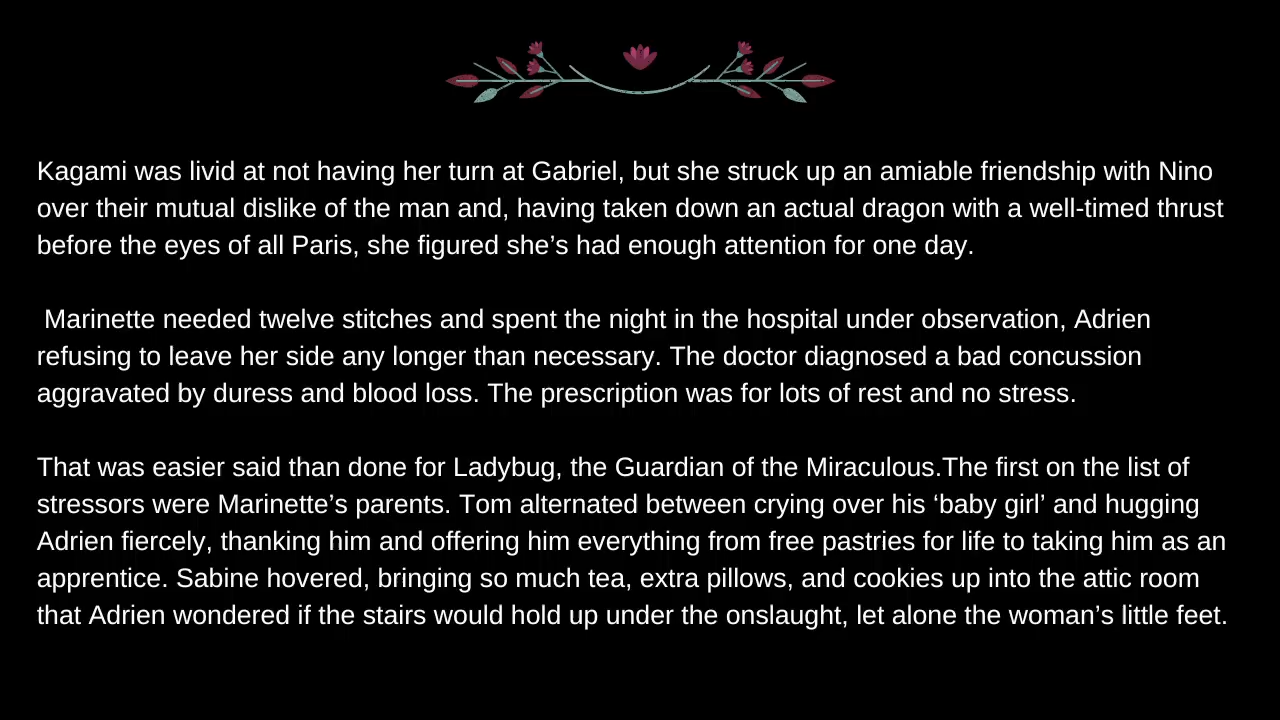 Kagami was livid at not having her turn at Gabriel, but she struck up an amiable friendship with Nino
over their mutual dislike of the man and, having taken down an actual dragon with a well-timed thrust
before the eyes of all Paris, she figured she’s had enough attention for one day.
Marinette needed twelve stitches and spent the night in the hospital under observation, Adrien
refusing to leave her side any longer than necessary. The doctor diagnosed a bad concussion
aggravated by duress and blood loss. The prescription was for lots of rest and no stress.
That was easier said than done for Ladybug, the Guardian of the Miraculous.The first on the list of
stressors were Marinette’s parents. Tom alternated between crying over his ‘baby girl’ and hugging
Adrien fiercely, thanking him and offering him everything from free pastries for life to taking him as an
apprentice. Sabine hovered, bringing so much tea, extra pillows, and cookies up into the attic room
that Adrien wondered if the stairs would hold up under the onslaught, let alone the woman’s little feet.